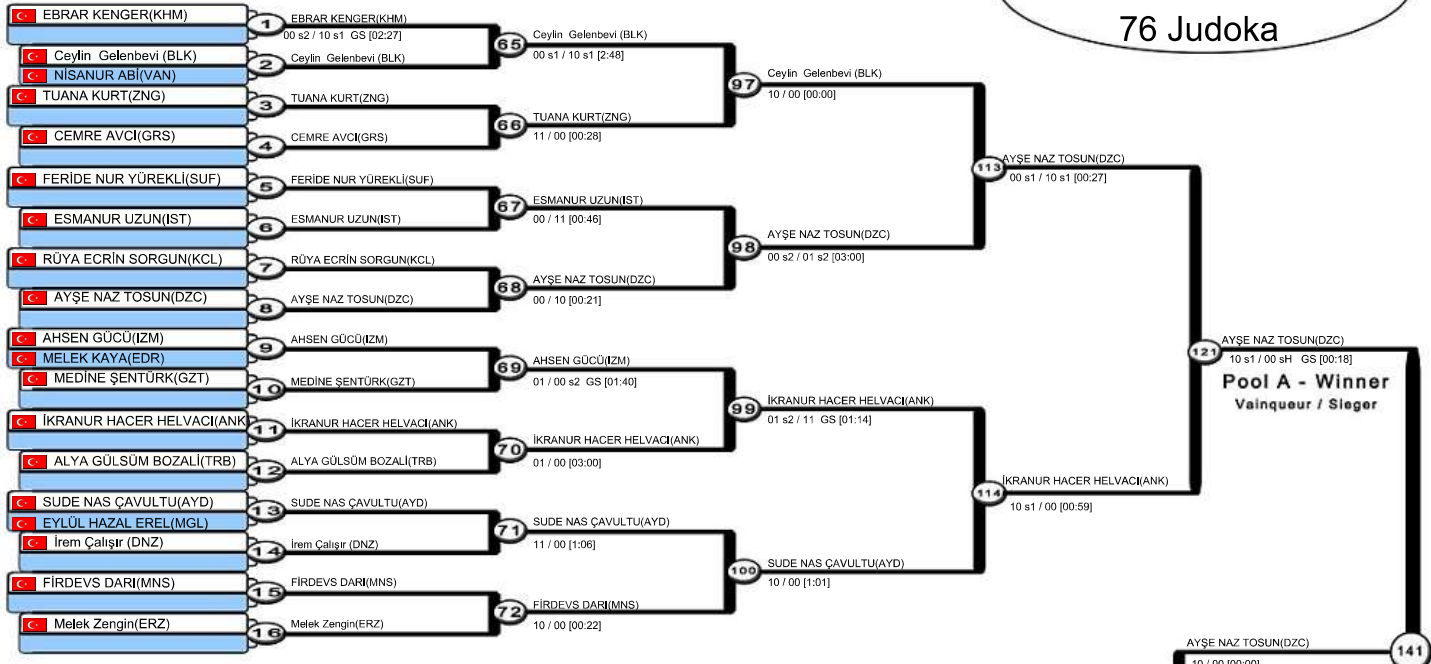 76 Judoka
EBRAR KENGER(KHM)
Ceylin Gelenbevi (BLK)
NİSANUR ABİ(VAN)
TUANA KURT(ZNG)
CEMRE AVCI(GRS)
FERİDE NUR YÜREKLİ(SUF)
ESMANUR UZUN(IST)
RÜYA ECRİN SORGUN(KCL)
AYŞE NAZ TOSUN(DZC)
AHSEN GÜCÜ(IZM)
MELEK KAYA(EDR)
MEDİNE ŞENTÜRK(GZT)
İKRANUR HACER HELVACI(ANK
ALYA GÜLSÜM BOZALİ(TRB)
SUDE NAS ÇAVULTU(AYD)
EYLÜL HAZAL EREL(MGL)
İrem Çalışır (DNZ)
FİRDEVS DARI(MNS)
Melek Zengin(ERZ)
1
2
3
4
5
6
7
8
9
10
11
12
13
14
15
16
EBRAR KENGER(KHM)
00 s2 / 10 s1 GS [02:27]
Ceylin Gelenbevi (BLK)
TUANA KURT(ZNG)
CEMRE AVCI(GRS)
FERİDE NUR YÜREKLİ(SUF)
ESMANUR UZUN(IST)
RÜYA ECRİN SORGUN(KCL)
AYŞE NAZ TOSUN(DZC)
AHSEN GÜCÜ(IZM)
MEDİNE ŞENTÜRK(GZT)
İKRANUR HACER HELVACI(ANK)
ALYA GÜLSÜM BOZALİ(TRB)
SUDE NAS ÇAVULTU(AYD)
İrem Çalışır (DNZ)
FİRDEVS DARI(MNS)
Melek Zengin(ERZ)
65
66
67
68
69
70
71
72
Ceylin Gelenbevi (BLK)
00 s1 / 10 s1 [2:48]
TUANA KURT(ZNG)
11 / 00 [00:28]
ESMANUR UZUN(IST)
00 / 11 [00:46]
AYŞE NAZ TOSUN(DZC)
00 / 10 [00:21]
AHSEN GÜCÜ(IZM)
01 / 00 s2 GS [01:40]
İKRANUR HACER HELVACI(ANK)
01 / 00 [03:00]
SUDE NAS ÇAVULTU(AYD)
11 / 00 [1:06]
FİRDEVS DARI(MNS)
10 / 00 [00:22]
97
98
99
100
Ceylin Gelenbevi (BLK)
10 / 00 [00:00]
AYŞE NAZ TOSUN(DZC)
00 s2 / 01 s2 [03:00]
İKRANUR HACER HELVACI(ANK)
01 s2 / 11 GS [01:14]
SUDE NAS ÇAVULTU(AYD)
10 / 00 [1:01]
113
114
AYŞE NAZ TOSUN(DZC)
00 s1 / 10 s1 [00:27]
İKRANUR HACER HELVACI(ANK)
10 s1 / 00 [00:59]
121
AYŞE NAZ TOSUN(DZC)
10 s1 / 00 sH GS [00:18]
Pool A - Winner
Vainqueur / Sieger
AYŞE NAZ TOSUN(DZC)
10 / 00 [00:00]
141